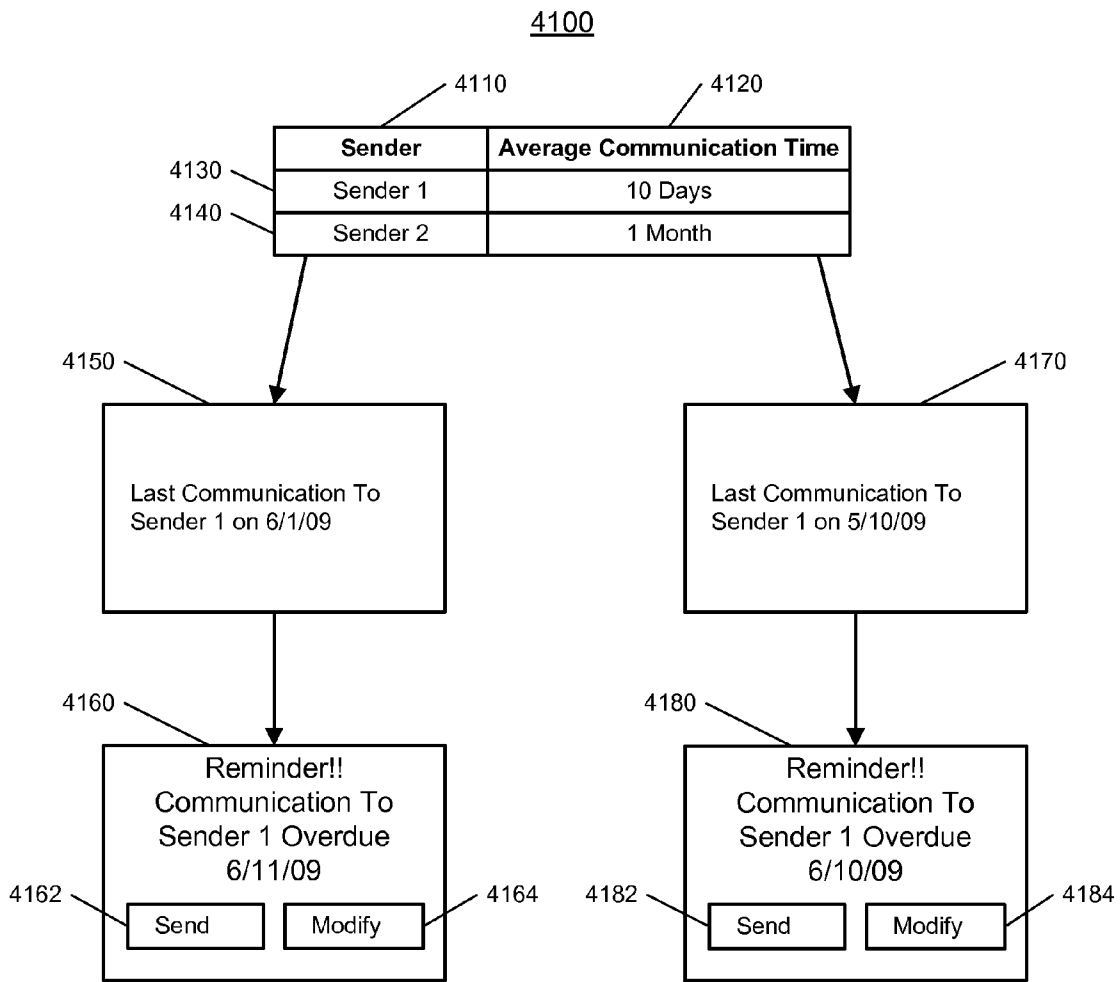 4100
4110
4120
Sender
Average Communication Time
4130
Sender 1
10 Days
4140
Sender 2
1 Month
4150
4170
Last Communication To
Sender 1 on 6/1/09
Last Communication To
Sender 1 on 5/10/09
4160
4180
Reminder!!
Communication To
Sender 1 Overdue
6/11/09
4162
Send
Modify
4164
Reminder!!
Communication To
Sender 1 Overdue
6/10/09
4182
Send
Modify
4184